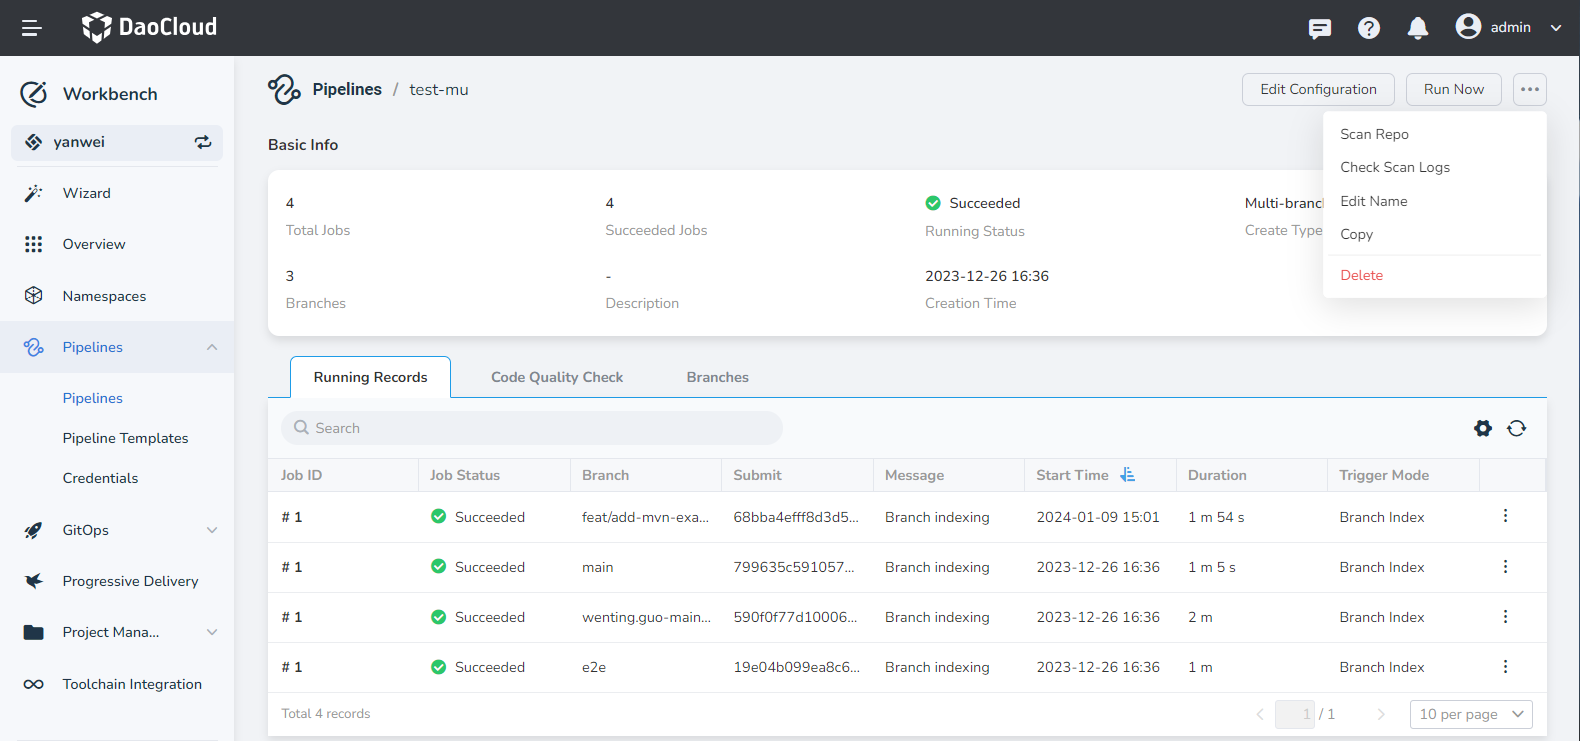 DaoCloud
admin
Workbench
yanwei
Wizard
Overview
Namespaces
Pipelines
Pipelines
Pipeline Templates
Credentials
GitOps
Progressive Delivery
Project Mana...
Toolchain Integration
Pipelines / test-mu
Edit Configuration
Run Now
Scan Repo
Check Scan Logs
Edit Name
Copy
Delete
Basic Info
4
Total Jobs
4
Succeeded Jobs
Succeeded
Running Status
Multi-branc
Create Type
3
Branches
-
Description
2023-12-26 16:36
Creation Time
Running Records Code Quality Check Branches
Search
Job ID Job Status Branch Submit Message Start Time Duration Trigger Mode
# 1 Succeeded feat/add-mvn-exa... 68bba4efff8d3d5... Branch indexing 2024-01-09 15:01 1 m 54 s Branch Index
# 1 Succeeded main 799635c591057... Branch indexing 2023-12-26 16:36 1 m 5 s Branch Index
# 1 Succeeded wenting.guo-main... 590f0f77d10006... Branch indexing 2023-12-26 16:36 2 m Branch Index
# 1 Succeeded e2e 19e04b099ea8c6... Branch indexing 2023-12-26 16:36 1 m Branch Index
Total 4 records
1 / 1
10 per page